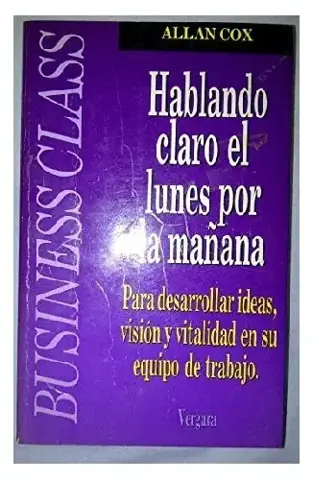 ALLAN COX
BUSINESS CLASS
Hablando
claro el
lunes por
la mañana
Para desarrollar ideas,
visión y vitalidad en su
equipo de trabajo.
Vergara